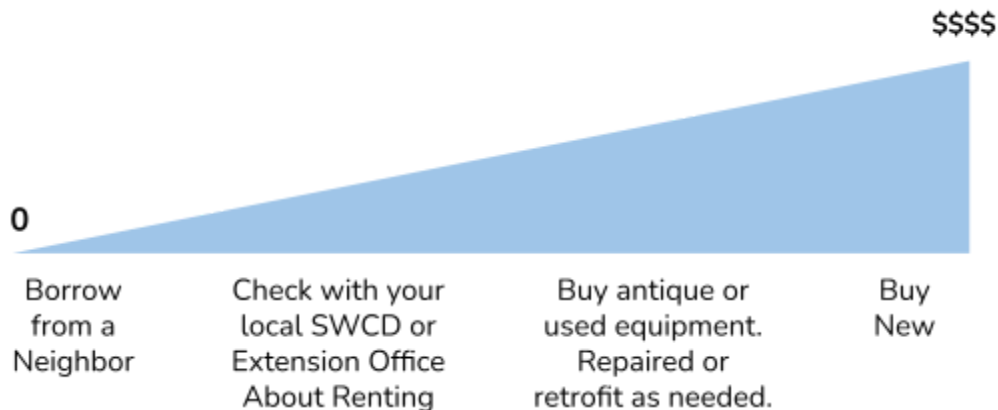 $$$$
0
Borrow
from a
Neighbor
Check with your
local SWCD or
Extension Office
About Renting
Buy antique or
used equipment.
Repaired or
retrofit as needed.
Buy
New